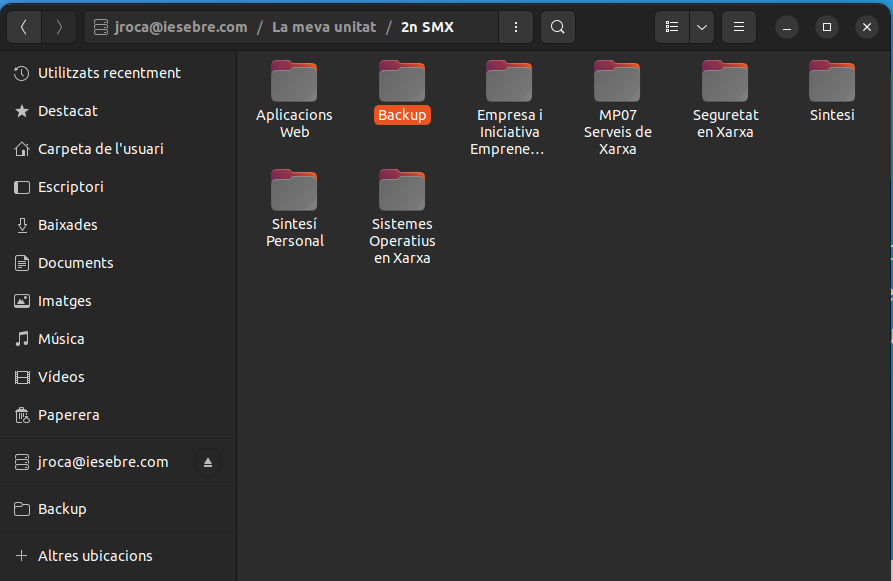 jroca@iesebre.com / La meva unitat / 2n SMX
Utilitzats recentment
Destacat
Carpeta de l'usuari
Escriptori
Baixades
Documents
Imatges
Música
Vídeos
Paperera
jroca@iesebre.com
Backup
+ Altres ubicacions
Aplicacions
Web
Backup
Empresa i
Iniciativa
Emprene...
MP07
Serveis de
Xarxa
Seguretat
en Xarxa
Sintesi
Sintesí
Personal
Sistemes
Operatius
en Xarxa